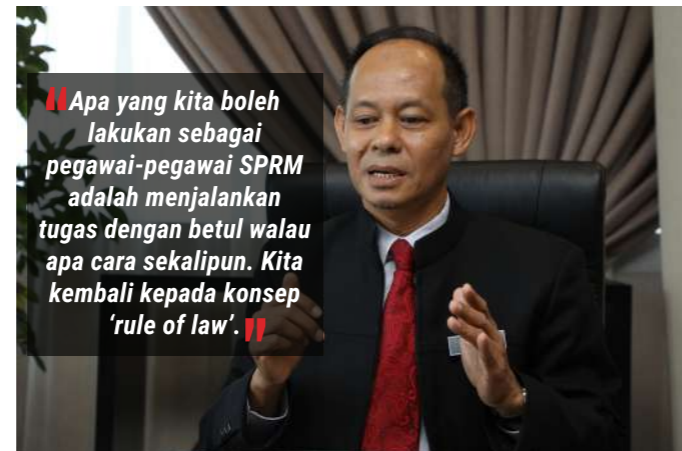 "Apa yang kita boleh
lakukan sebagai
pegawai-pegawai SPRM
adalah menjalankan
tugas dengan betul walau
apa cara sekalipun. Kita
kembali kepada konsep
‘rule of law’."